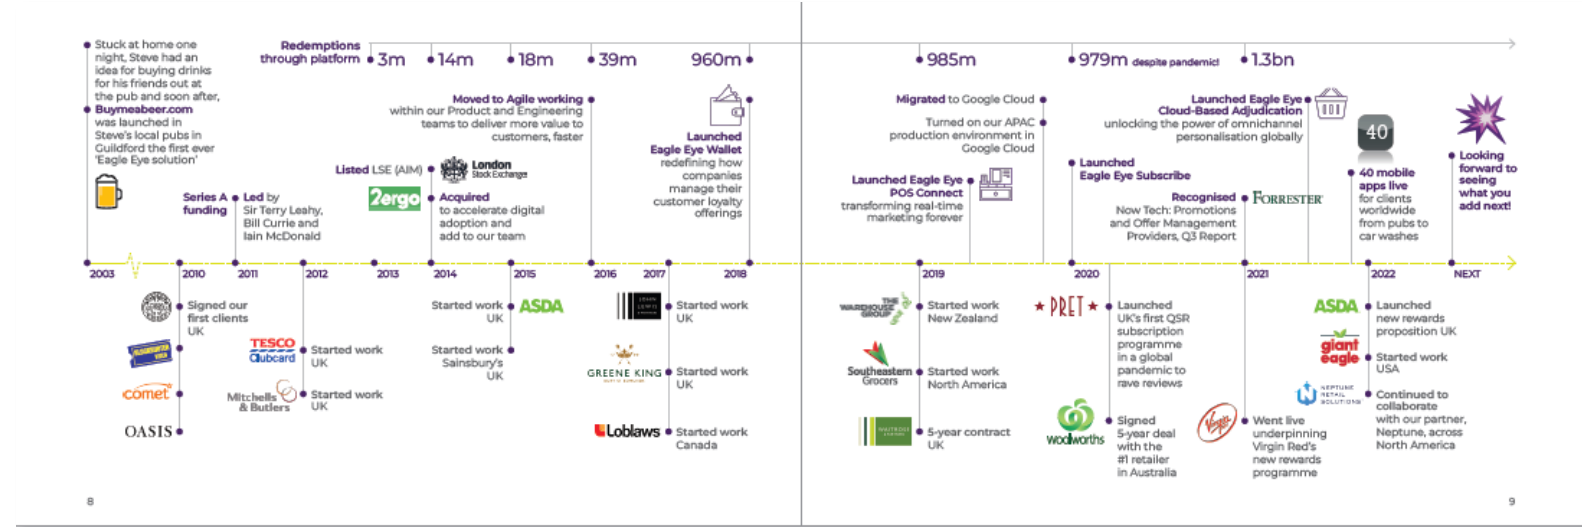 Stuck at home one
night, Steve had an
idea for buying drinks
for his friends out at
the pub and soon after,
Buymeabeer.com
was launched in
Steve's local pubs in
Guildford the first ever
'Eagle Eye solution'
Redemptions
through platform
3m
14m
18m
39m
960m
985m
979m despite pandemic!
1.3bn
Series A
funding
Led by
Sir Terry Leahy,
Bill Currie and
Iain McDonald
Moved to Agile working
within our Product and Engineering
teams to deliver more value to
customers, faster
Listed LSE (AIM)
London
Stock Exchange
2ergo
Acquired
to accelerate digital
adoption and
add to our team
Launched
Eagle Eye Wallet
redefining how
companies
manage their
customer loyalty
offerings
Migrated to Google Cloud
Turned on our APAC
production environment in
Google Cloud
Launched Eagle Eye
POS Connect
transforming real-time
marketing forever
Launched
Eagle Eye Subscribe
Launched Eagle Eye
Cloud-Based Adjudication
unlocking the power of omnichannel
personalisation globally
Recognised
Now Tech: Promotions
and Offer Management
Providers, Q3 Report
FORRESTER
40
40 mobile
apps live
for clients
worldwide
from pubs to
car washes
Looking
forward to
seeing
what you
add next!
2003
2010
2011
2012
2013
2014
2015
2016
2017
2018
2019
2020
2021
2022
NEXT
Signed our
first clients
UK
comet
OASIS
TESCO
Clubcard
Started work
UK
Mitchells
& Butlers
Started work
UK
Started work
UK
ASDA
Started work
Sainsbury's
UK
JOHN
LEWIS
Started work
UK
GREENE KING
Started work
UK
Loblaws
Started work
Canada
THE
WAREHOUSE
GROUP
Started work
New Zealand
Southeastern
Grocers
Started work
North America
WAITROSE
5-year contract
UK
PRET
Launched
UK's first QSR
subscription
programme
in a global
pandemic to
rave reviews
woolworths
Signed
5-year deal
with the
#1 retailer
in Australia
Virgin
Went live
underpinning
Virgin Red's
new rewards
programme
ASDA
Launched
new rewards
proposition UK
giant
eagle
Started work
USA
NEPTUNE
RETAIL
SOLUTIONS
Continued to
collaborate
with our partner,
Neptune, across
North America
8
9